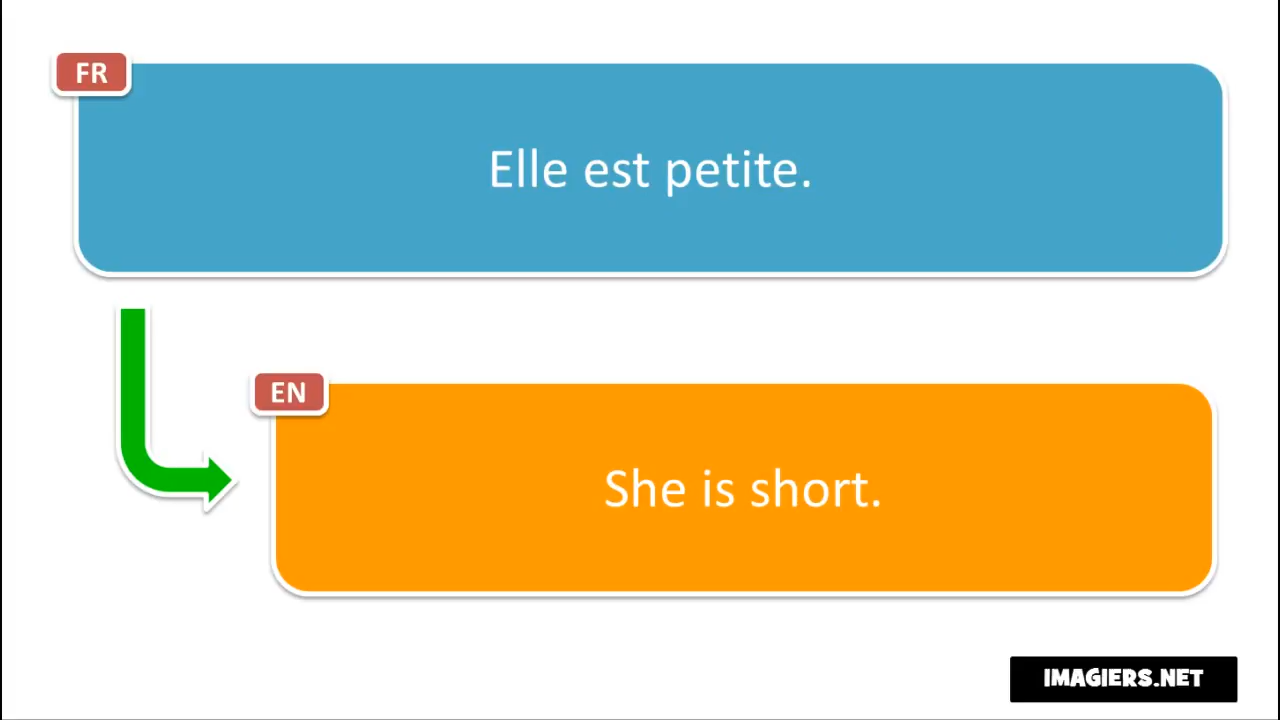 FR
Elle est petite.
EN
She is short.
IMAGIERS.NET